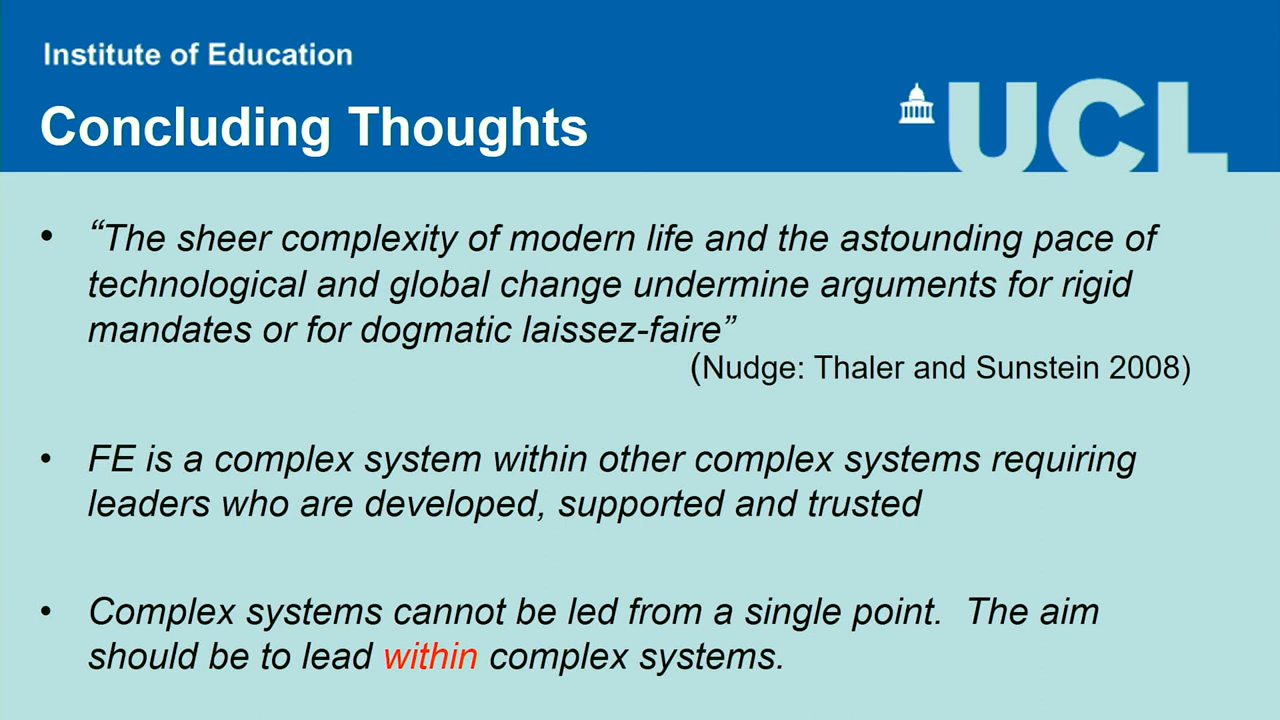 Institute of Education
Concluding Thoughts
UCL
• “The sheer complexity of modern life and the astounding pace of
technological and global change undermine arguments for rigid
mandates or for dogmatic laissez-faire”
(Nudge: Thaler and Sunstein 2008)
• FE is a complex system within other complex systems requiring
leaders who are developed, supported and trusted
• Complex systems cannot be led from a single point.  The aim
should be to lead within complex systems.